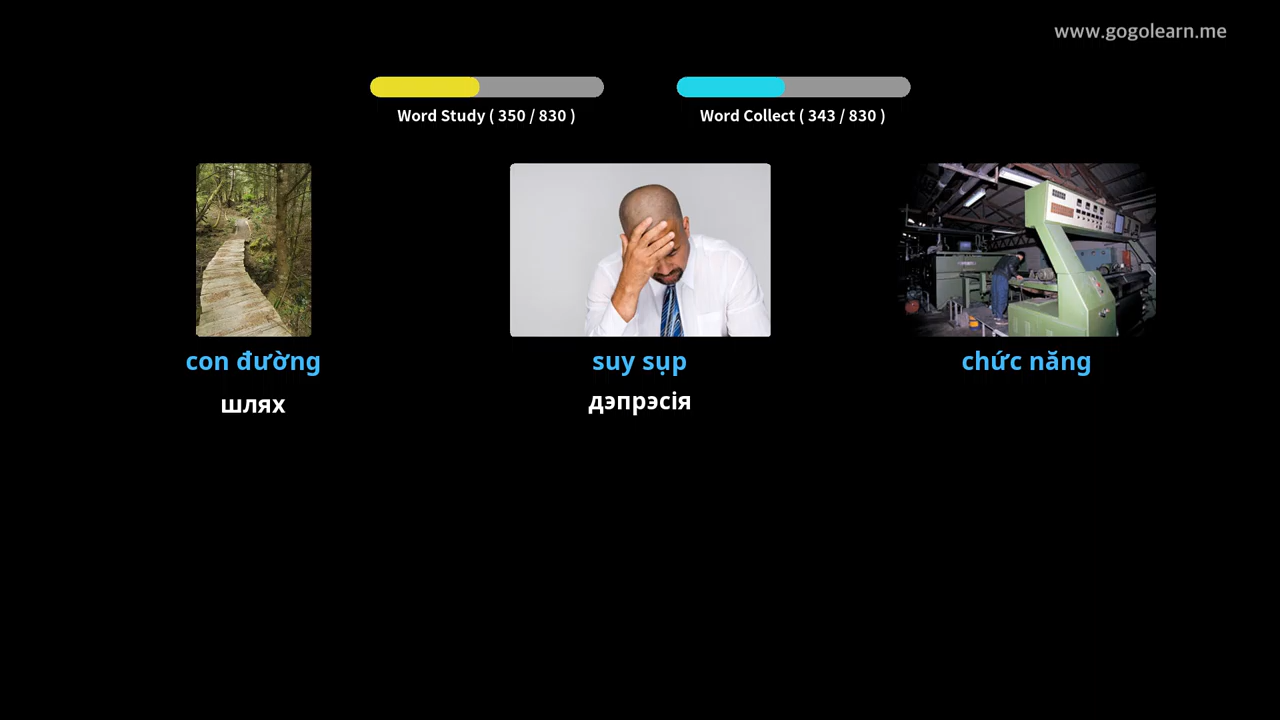 www.gogolearn.me
Word Study ( 350 / 830 )
Word Collect ( 343 / 830 )
con đường
suy sụp
chức năng
шлях
дэпрэсія